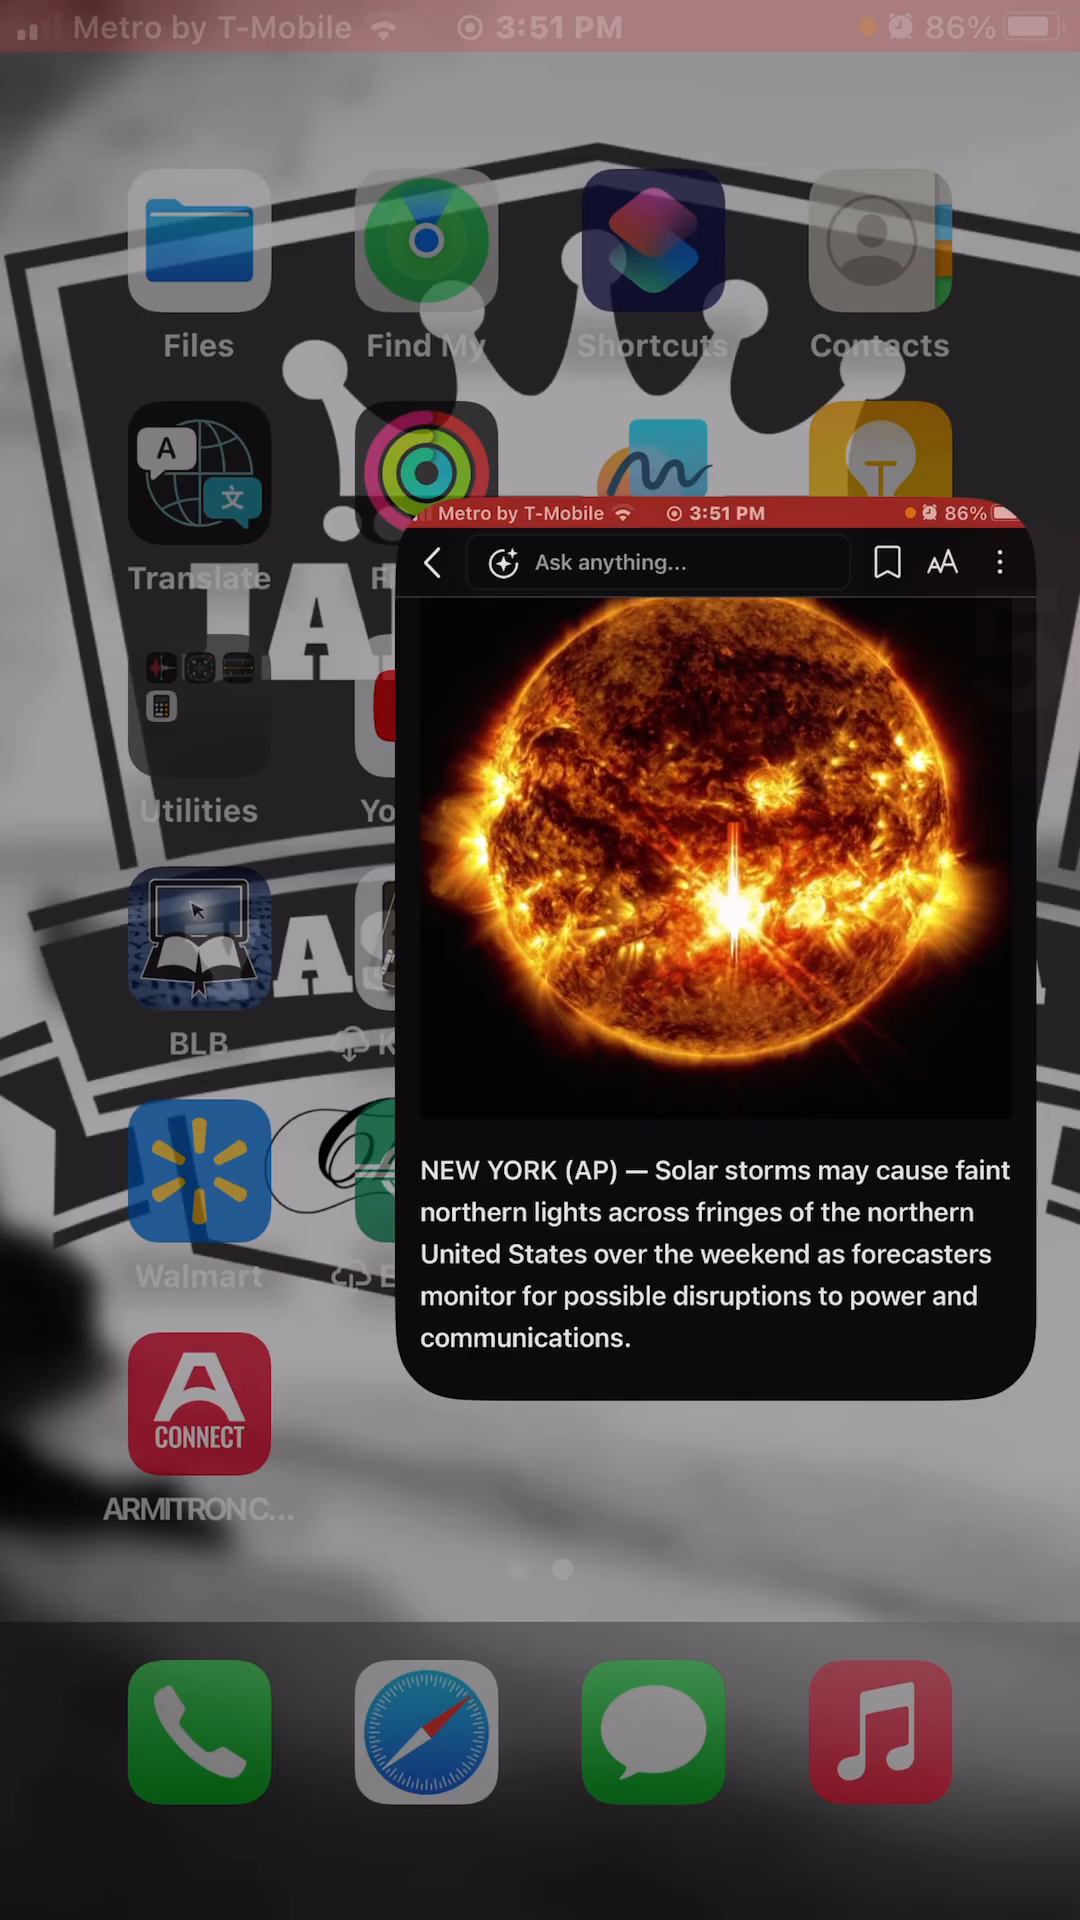 Metro by T-Mobile 3:51 PM 86%
Files Find My Shortcuts Contacts
A 文
Translate
Metro by T-Mobile 3:51 PM 86%
Ask anything... AA
TA
Utilities
A
BLB
NEW YORK (AP) — Solar storms may cause faint
northern lights across fringes of the northern
United States over the weekend as forecasters
monitor for possible disruptions to power and
communications.
Walmart
A
CONNECT
ARMITRON C...